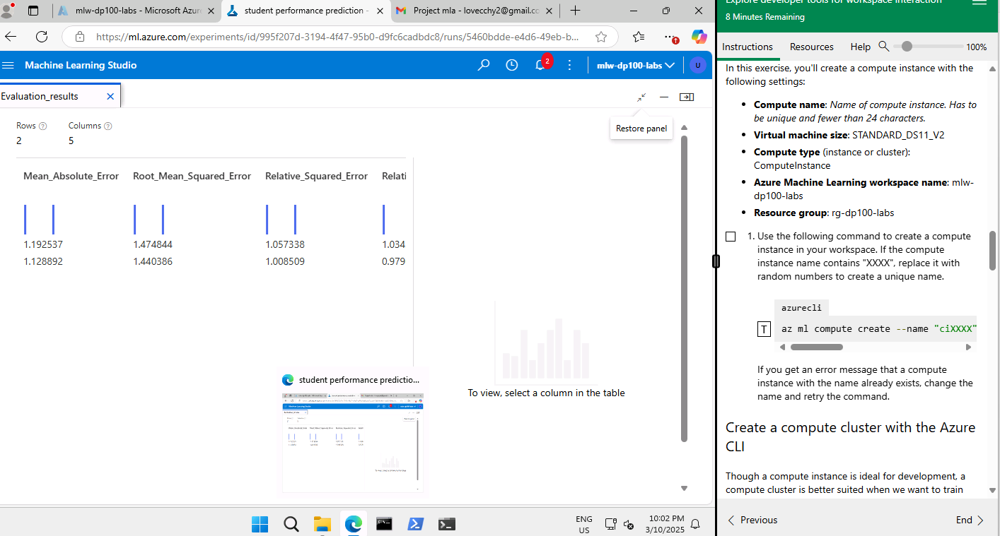 mlw-dp100-labs - Microsoft Azur
student performance prediction -
Project mla - lovecchy2@gmail.co
https://ml.azure.com/experiments/id/995f207d-3194-4f47-95b0-d9fc6cadbdc8/runs/5460bdde-e4d6-49eb-b...
Machine Learning Studio
2
mlw-dp100-labs
U
Evaluation_results
Restore panel
Rows
Columns
2
5
Mean_Absolute_Error
Root_Mean_Squared_Error
Relative_Squared_Error
Relati
1.192537
1.474844
1.057338
1.034
1.128892
1.440386
1.008509
0.979
To view, select a column in the table
student performance predictio...
ENG
US
10:02 PM
3/10/2025
Explore developer tools for workspace interaction
8 Minutes Remaining
Instructions
Resources
Help
100%
In this exercise, you'll create a compute instance with the
following settings:
• Compute name: Name of compute instance. Has to
be unique and fewer than 24 characters.
• Virtual machine size: STANDARD_DS11_V2
• Compute type (instance or cluster):
ComputeInstance
• Azure Machine Learning workspace name: mlw-
dp100-labs
• Resource group: rg-dp100-labs
1. Use the following command to create a compute
instance in your workspace. If the compute
instance name contains "XXXX", replace it with
random numbers to create a unique name.
azurecli
T
az ml compute create --name "ciXXXX"
If you get an error message that a compute
instance with the name already exists, change the
name and retry the command.
Create a compute cluster with the Azure
CLI
Though a compute instance is ideal for development, a
compute cluster is better suited when we want to train
Previous
End